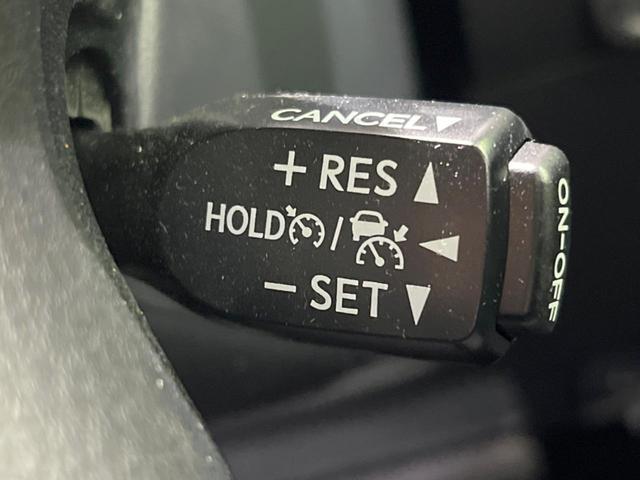 CANCEL▼
+ RES ▲
HOLD / ◀
− SET ▼
ON-OFF